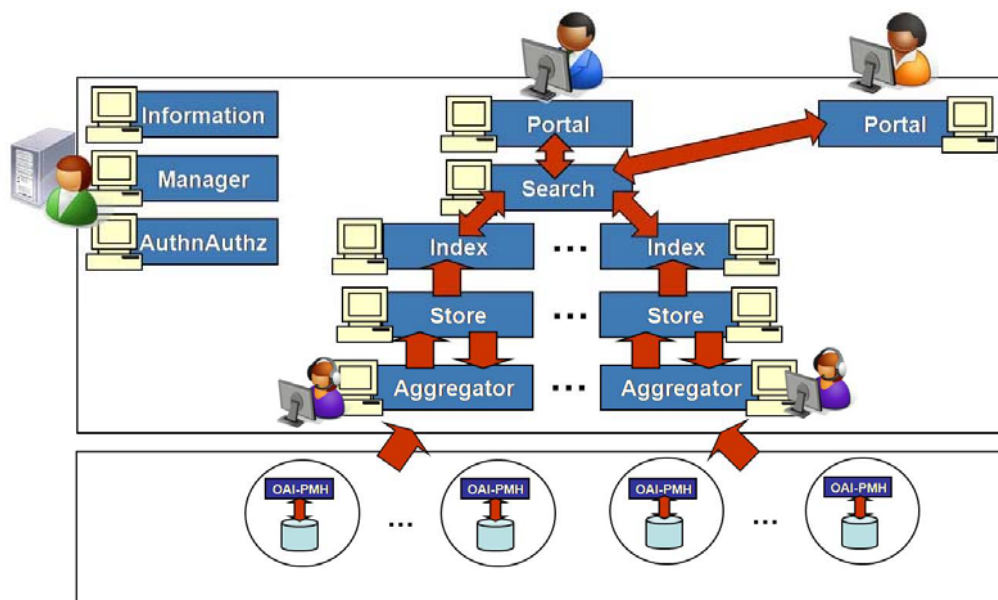 Information
Portal
Portal
Manager
Search
AuthnAuthz
Index
...
Index
Store
...
Store
Aggregator
...
Aggregator
OAI-PMH
OAI-PMH
OAI-PMH
OAI-PMH
...
...